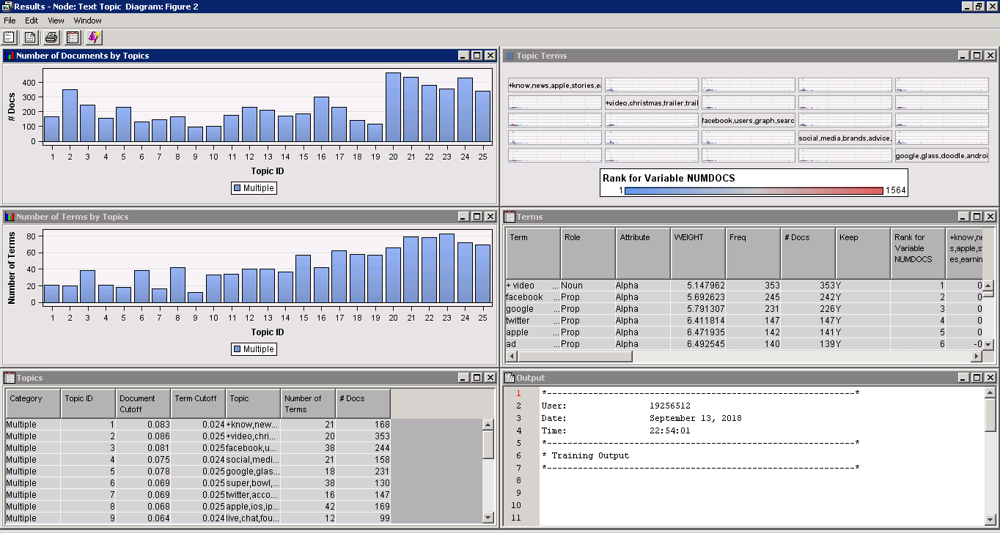 Results - Node: Text Topic  Diagram: Figure 2
File Edit View Window
Number of Documents by Topics
# Docs
400
300
200
100
0
1 2 3 4 5 6 7 8 9 10 11 12 13 14 15 16 17 18 19 20 21 22 23 24 25
Topic ID
Multiple
Topic Terms
+know,news,apple,stories,ea
+video,christmas,trailer,trail
facebook,users,graph,searc
social,media,brands,advice,
google,glass,doodle,androi
Rank for Variable NUMDOCS
1 1564
Number of Terms by Topics
Number of Terms
80
60
40
20
0
1 2 3 4 5 6 7 8 9 10 11 12 13 14 15 16 17 18 19 20 21 22 23 24 25
Topic ID
Multiple
Terms
Term Role Attribute WEIGHT Freq # Docs Keep Rank for Variable NUMDOCS +know,ne s,apple,st es,earnin
+ video ... Noun Alpha 5.147962 353 353 Y 1 0
facebook ... Prop Alpha 5.692623 245 242 Y 2 0
google ... Prop Alpha 5.791307 231 226 Y 3 0
twitter ... Prop Alpha 6.411814 147 147 Y 4 0
apple ... Prop Alpha 6.471935 142 141 Y 5 0
ad ... Prop Alpha 6.492545 140 139 Y 6 -0
Topics
Category Topic ID Document Cutoff Term Cutoff Topic Number of Terms # Docs
Multiple 1 0.083 0.024 +know,new... 21 168
Multiple 2 0.086 0.025 +video,chri... 20 353
Multiple 3 0.081 0.025 facebook,u... 38 244
Multiple 4 0.075 0.024 social,medi... 21 158
Multiple 5 0.078 0.025 google,glas... 18 231
Multiple 6 0.069 0.025 super,bowl,... 38 130
Multiple 7 0.069 0.025 twitter,acco... 16 147
Multiple 8 0.068 0.025 apple,ios,ip... 42 169
Multiple 9 0.064 0.024 live,chat,fou... 12 99
Output
1 *------------------------------------------------------------*
2 User: 19256512
3 Date: September 13, 2018
4 Time: 22:54:01
5 *------------------------------------------------------------*
6 * Training Output
7 *------------------------------------------------------------*
8
9
10
11